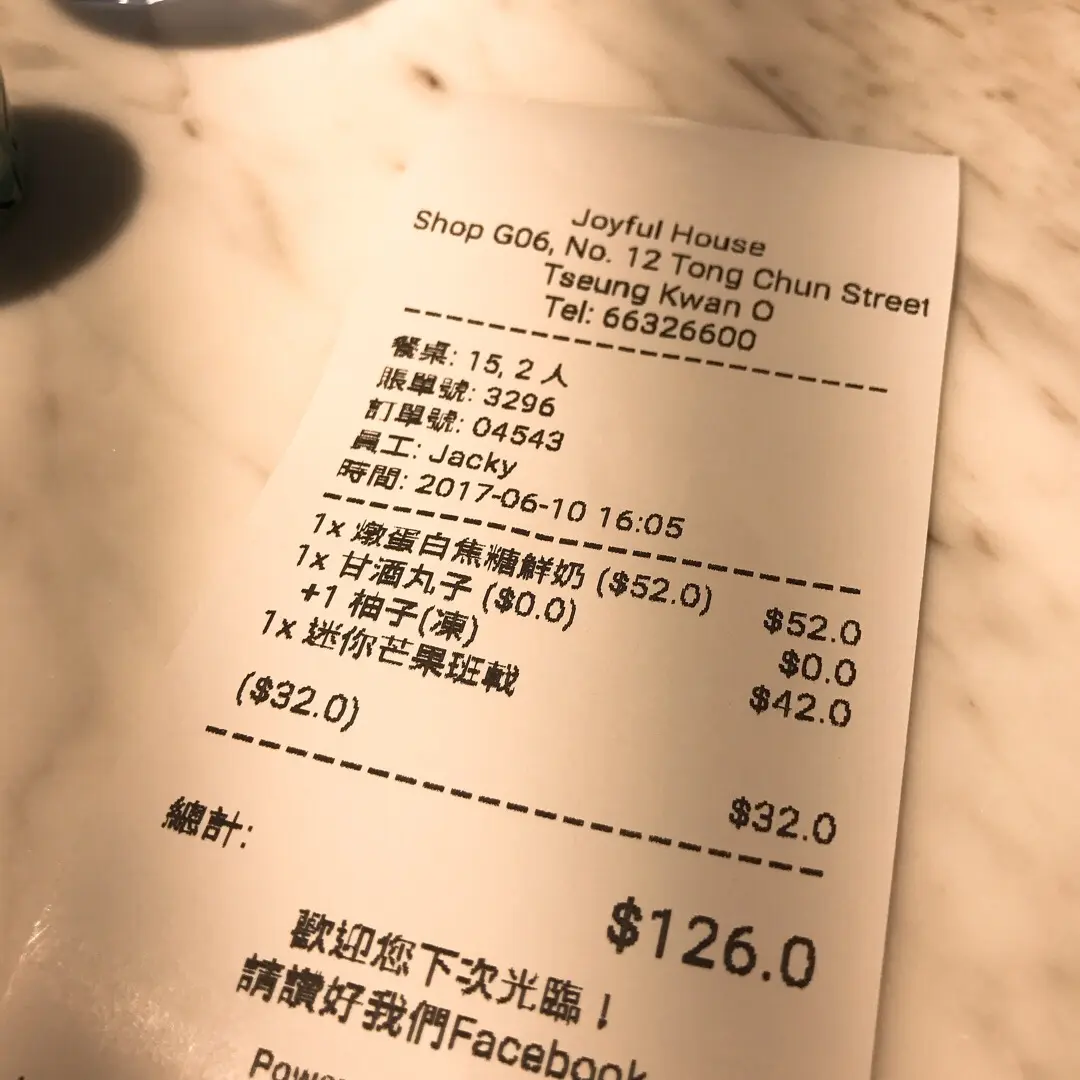 Joyful House
Shop G06, No. 12 Tong Chun Street
Tseung Kwan O
Tel: 66326600
餐桌: 15, 2 人
賬單號: 3296
訂單號: 04543
員工: Jacky
時間: 2017-06-10 16:05
1x 燉蛋白焦糖鮮奶 ($52.0) $52.0
1x 甘酒丸子 ($0.0) $0.0
+1 柚子(凍) $42.0
1x 迷你芒果班戟
($32.0) $32.0
總計: $126.0
歡迎您下次光臨！
請讚好我們Facebook